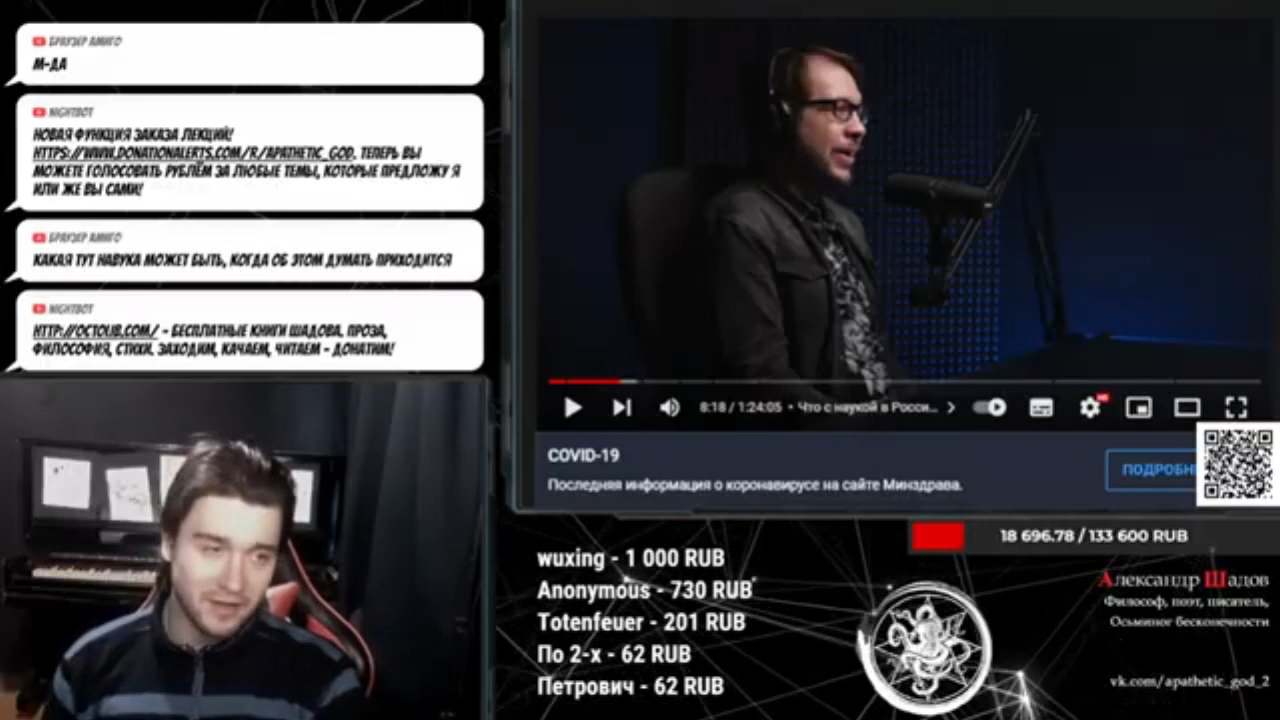 БРАУЗЕР АМИГО
М-ДА
NIGHTBOT
НОВАЯ ФУНКЦИЯ ЗАКАЗА ЛЕКЦИЙ!
HTTPS://WWW.DONATIONALERTS.COM/R/APATHETIC_GOD. ТЕПЕРЬ ВЫ
МОЖЕТЕ ГОЛОСОВАТЬ РУБЛЁМ ЗА ЛЮБЫЕ ТЕМЫ, КОТОРЫЕ ПРЕДЛОЖУ Я
ИЛИ ЖЕ ВЫ САМИ!
БРАУЗЕР АМИГО
КАКАЯ ТУТ НАВУКА МОЖЕТ БЫТЬ, КОГДА ОБ ЭТОМ ДУМАТЬ ПРИХОДИТСЯ
NIGHTBOT
HTTP://OCTOLIB.COM/ - БЕСПЛАТНЫЕ КНИГИ ШАДОВА. ПРОЗА,
ФИЛОСОФИЯ, СТИХИ. ЗАХОДИМ, КАЧАЕМ, ЧИТАЕМ - ДОНАТИМ!
8:18 / 1:24:05 • Что с наукой в Росси...
HD
COVID-19
Последняя информация о коронавирусе на сайте Минздрава.
ПОДРОБН
18 696.78 / 133 600 RUB
wuxing - 1 000 RUB
Anonymous - 730 RUB
Totenfeuer - 201 RUB
По 2-х - 62 RUB
Петрович - 62 RUB
Александр Шадов
Философ, поэт, писатель,
Осьминог бесконечности
vk.com/apathetic_god_2